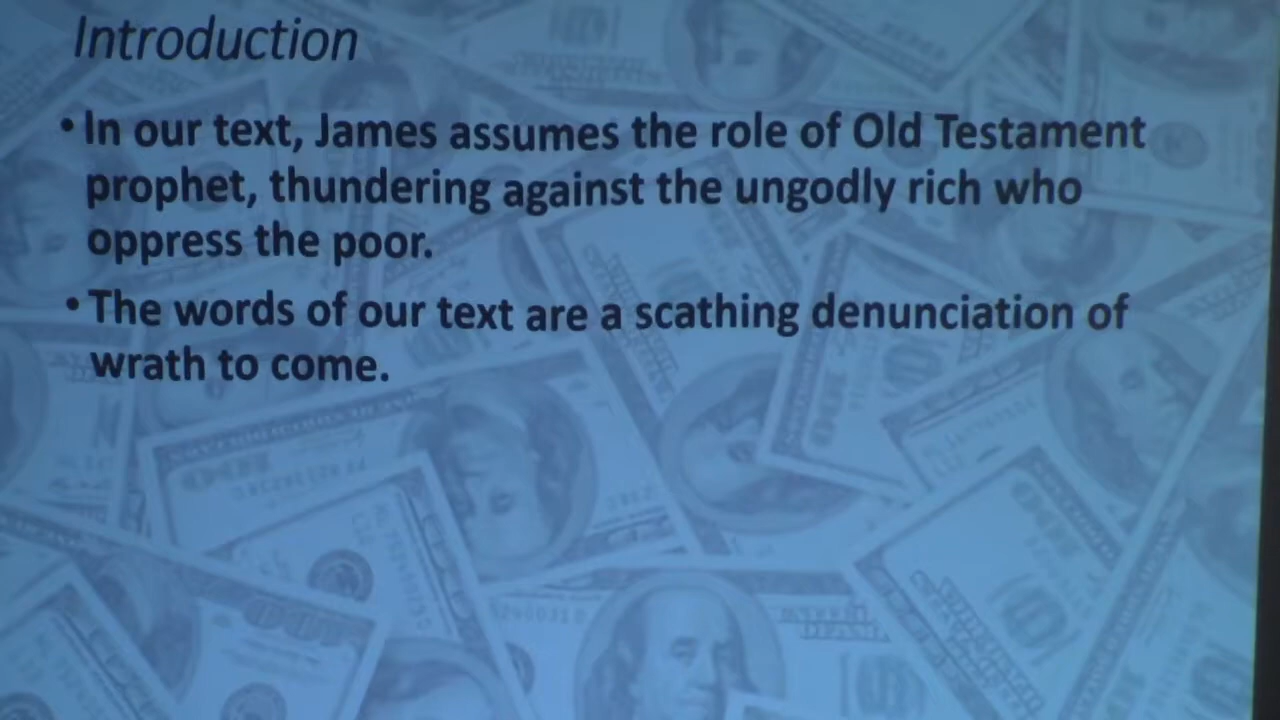 Introduction
• In our text, James assumes the role of Old Testament
prophet, thundering against the ungodly rich who
oppress the poor.
• The words of our text are a scathing denunciation of
wrath to come.